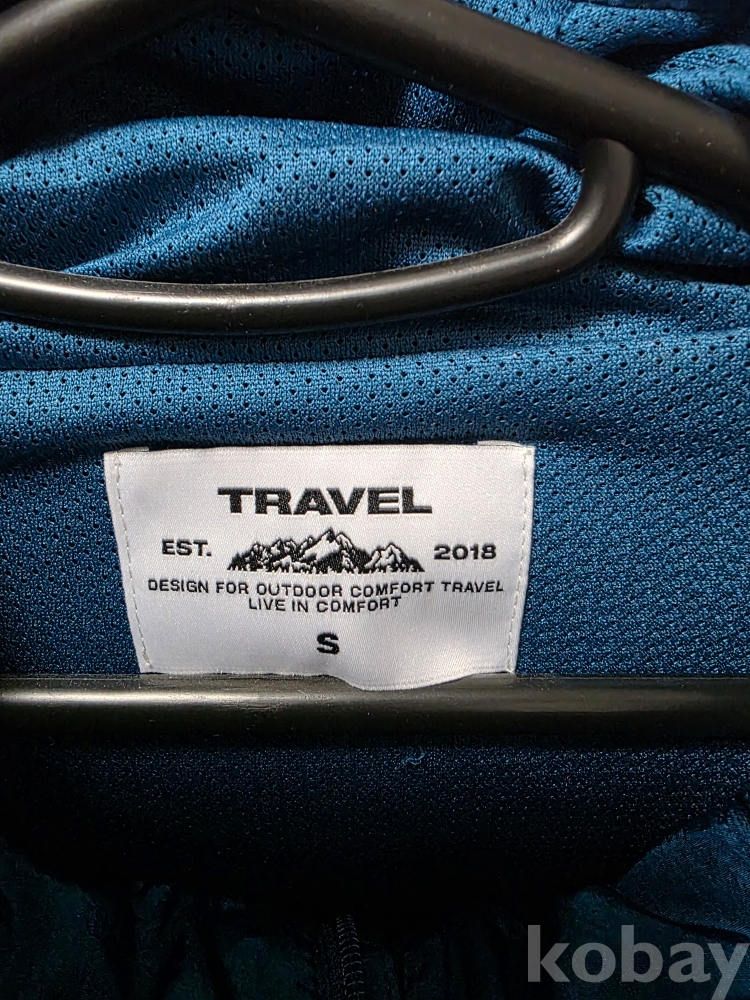 TRAVEL
EST. 2018
DESIGN FOR OUTDOOR COMFORT TRAVEL
LIVE IN COMFORT
S
kobay